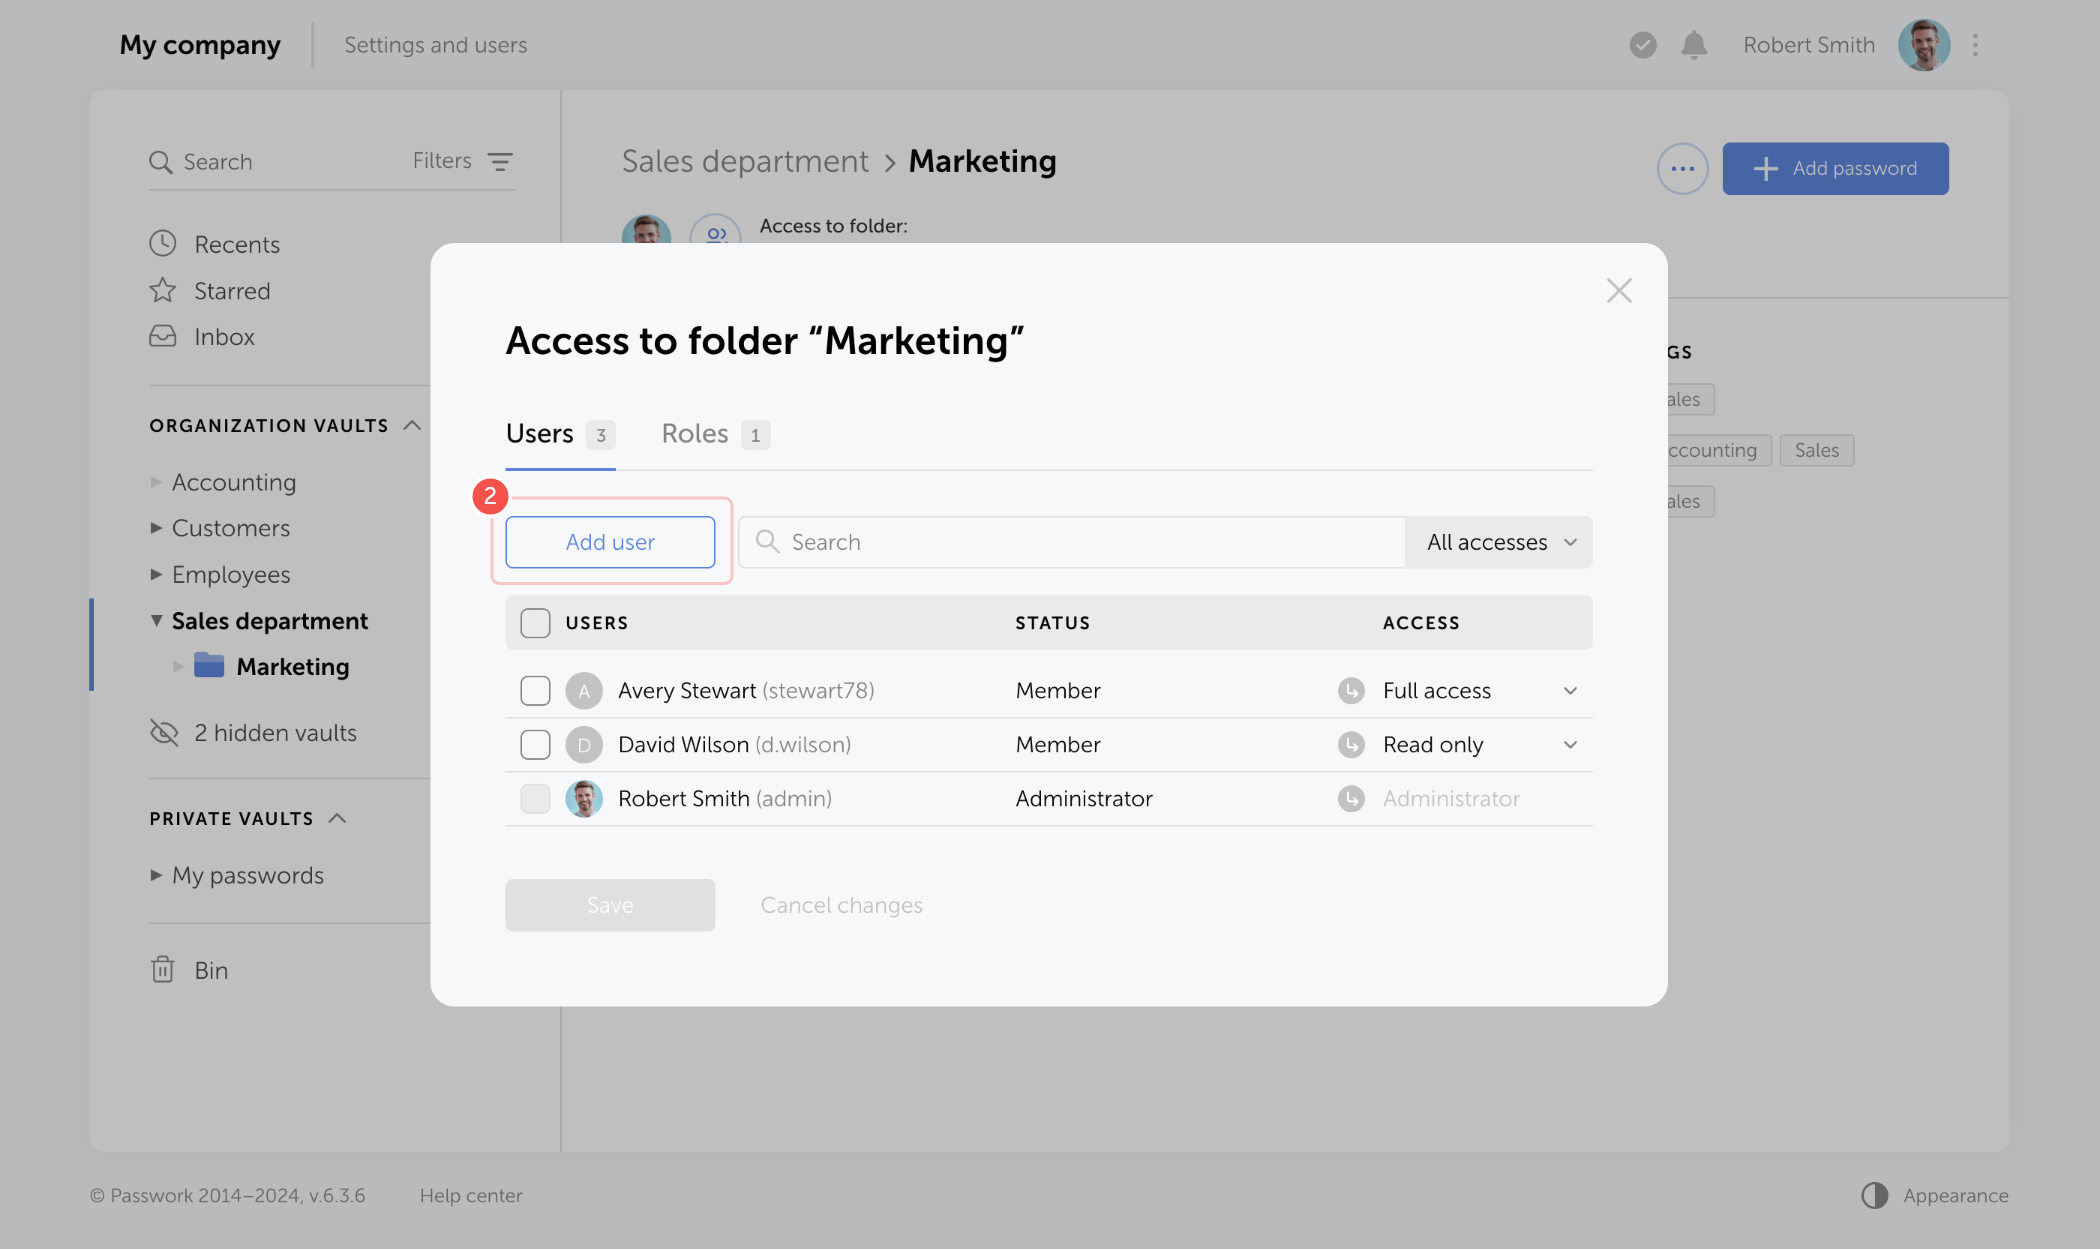 My company
Settings and users
Robert Smith
Search
Filters
Recents
Starred
Inbox
ORGANIZATION VAULTS
Accounting
Customers
Employees
Sales department
Marketing
2 hidden vaults
PRIVATE VAULTS
My passwords
Bin
Sales department > Marketing
Add password
Access to folder:
GS
ales
ccounting
Sales
ales
Access to folder “Marketing”
Users 3
Roles 1
2
Add user
Search
All accesses
USERS STATUS ACCESS
A Avery Stewart (stewart78) Member Full access
D David Wilson (d.wilson) Member Read only
Robert Smith (admin) Administrator Administrator
Save
Cancel changes
© Passwork 2014–2024, v.6.3.6
Help center
Appearance